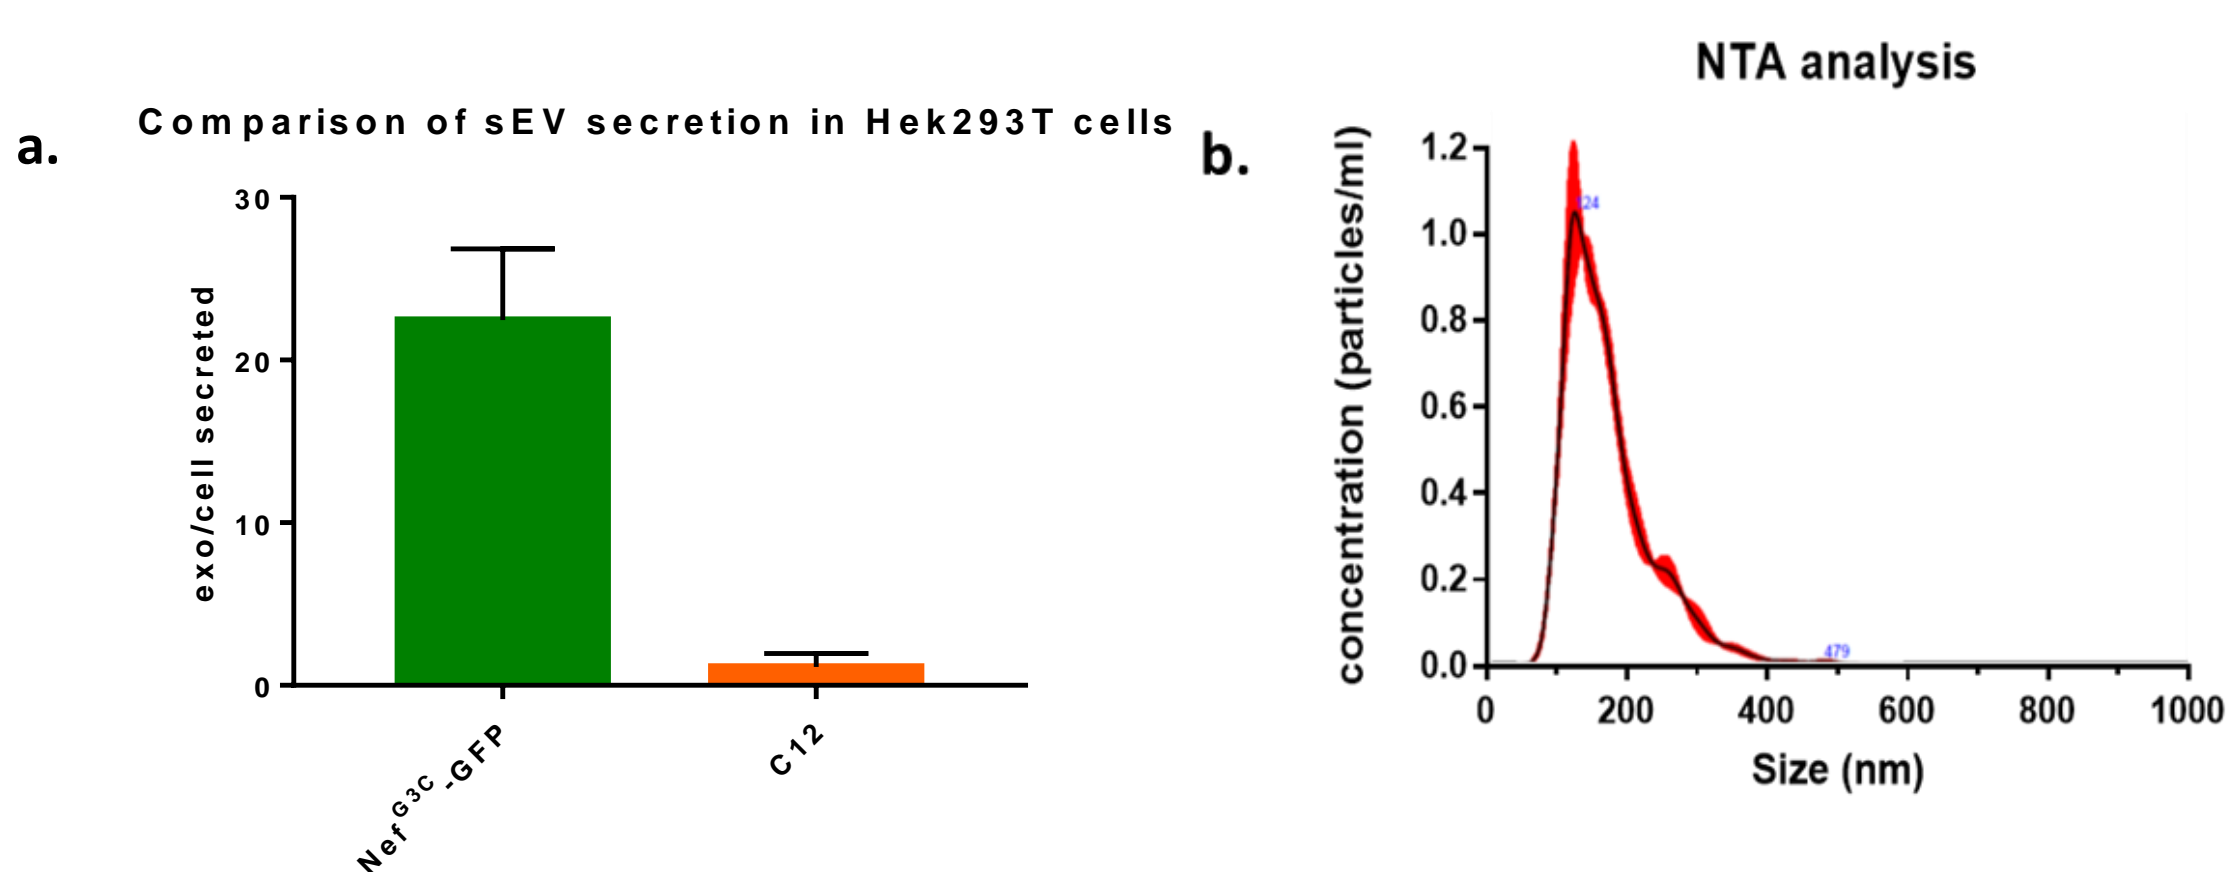 a.
Comparison of sEV secretion in Hek293T cells
exo/cell secreted
30
20
10
0
Nef^G3C-GFP
C12
b.
NTA analysis
concentration (particles/ml)
1.2
1.0
0.8
0.6
0.4
0.2
0.0
124
479
0 200 400 600 800 1000
Size (nm)